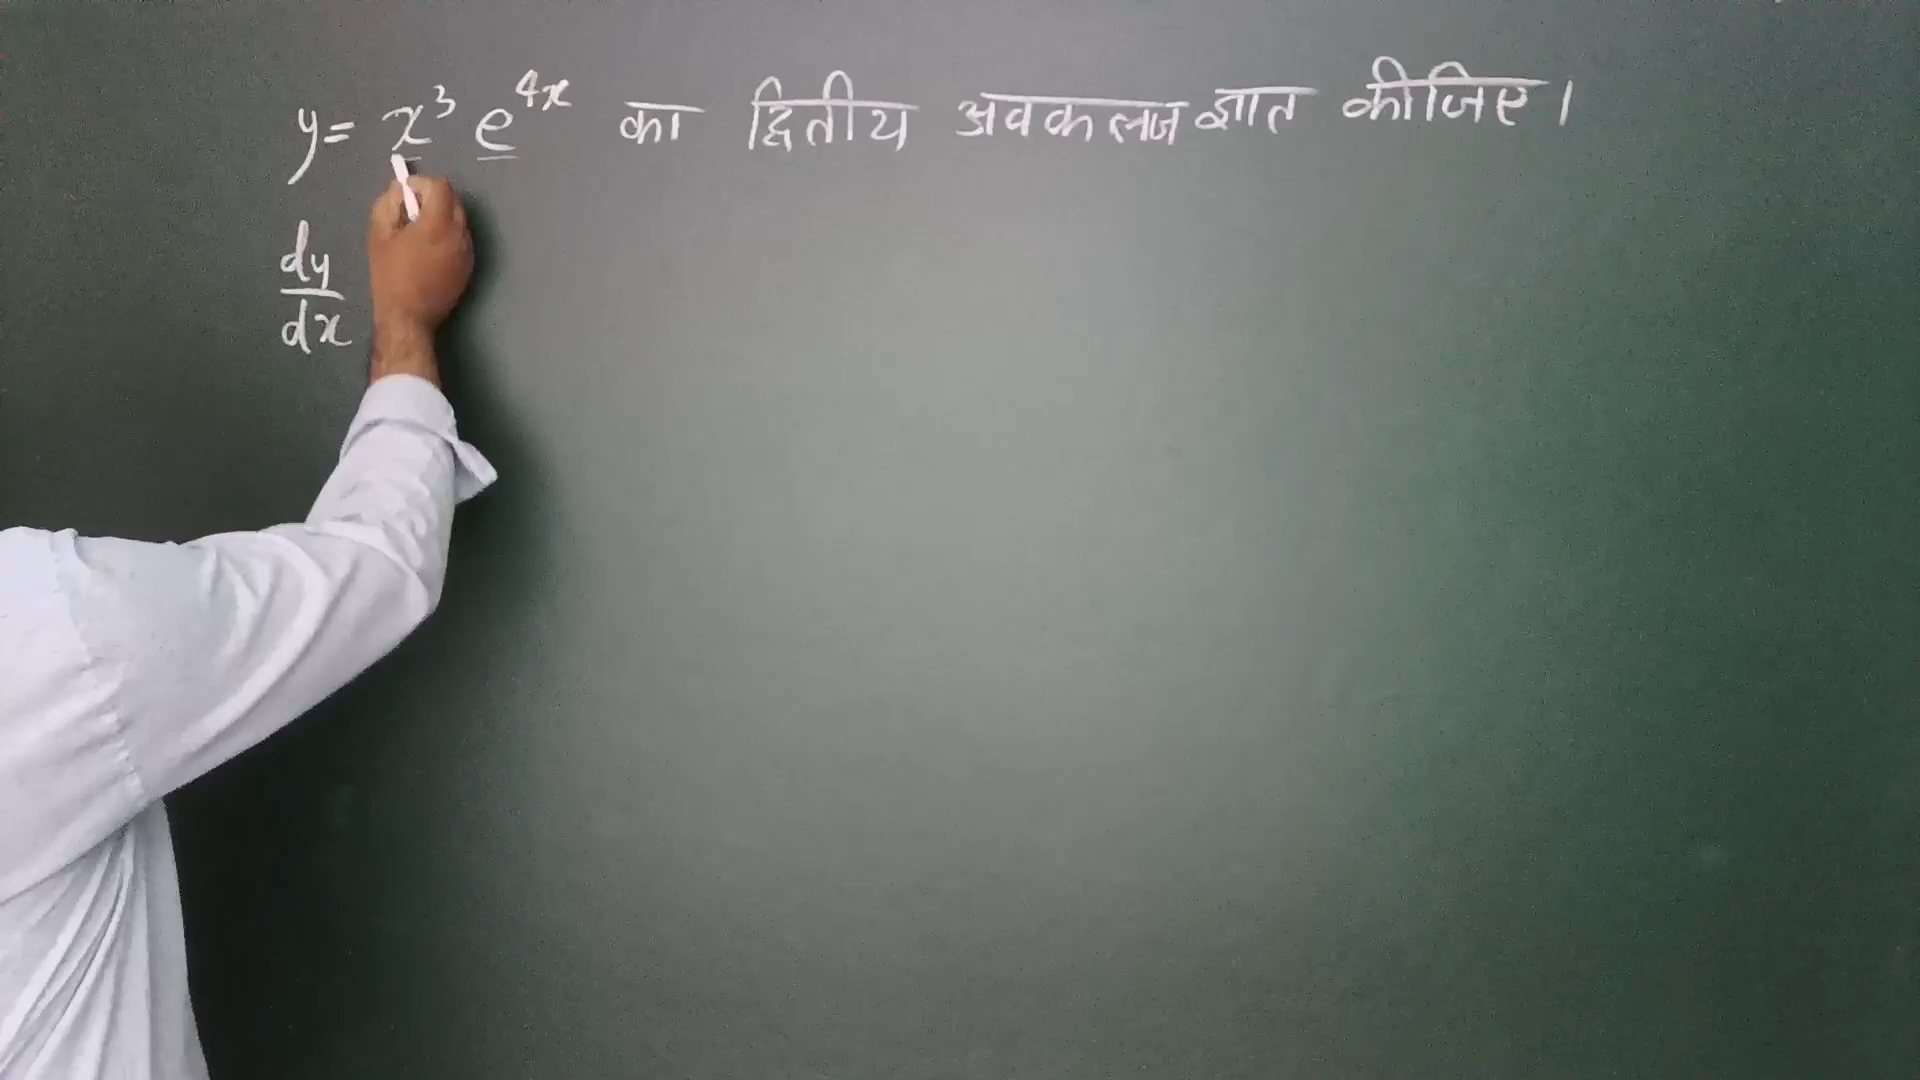 y = x³ e⁴ˣ का द्वितीय अवकलज ज्ञात कीजिए।
dy/dx